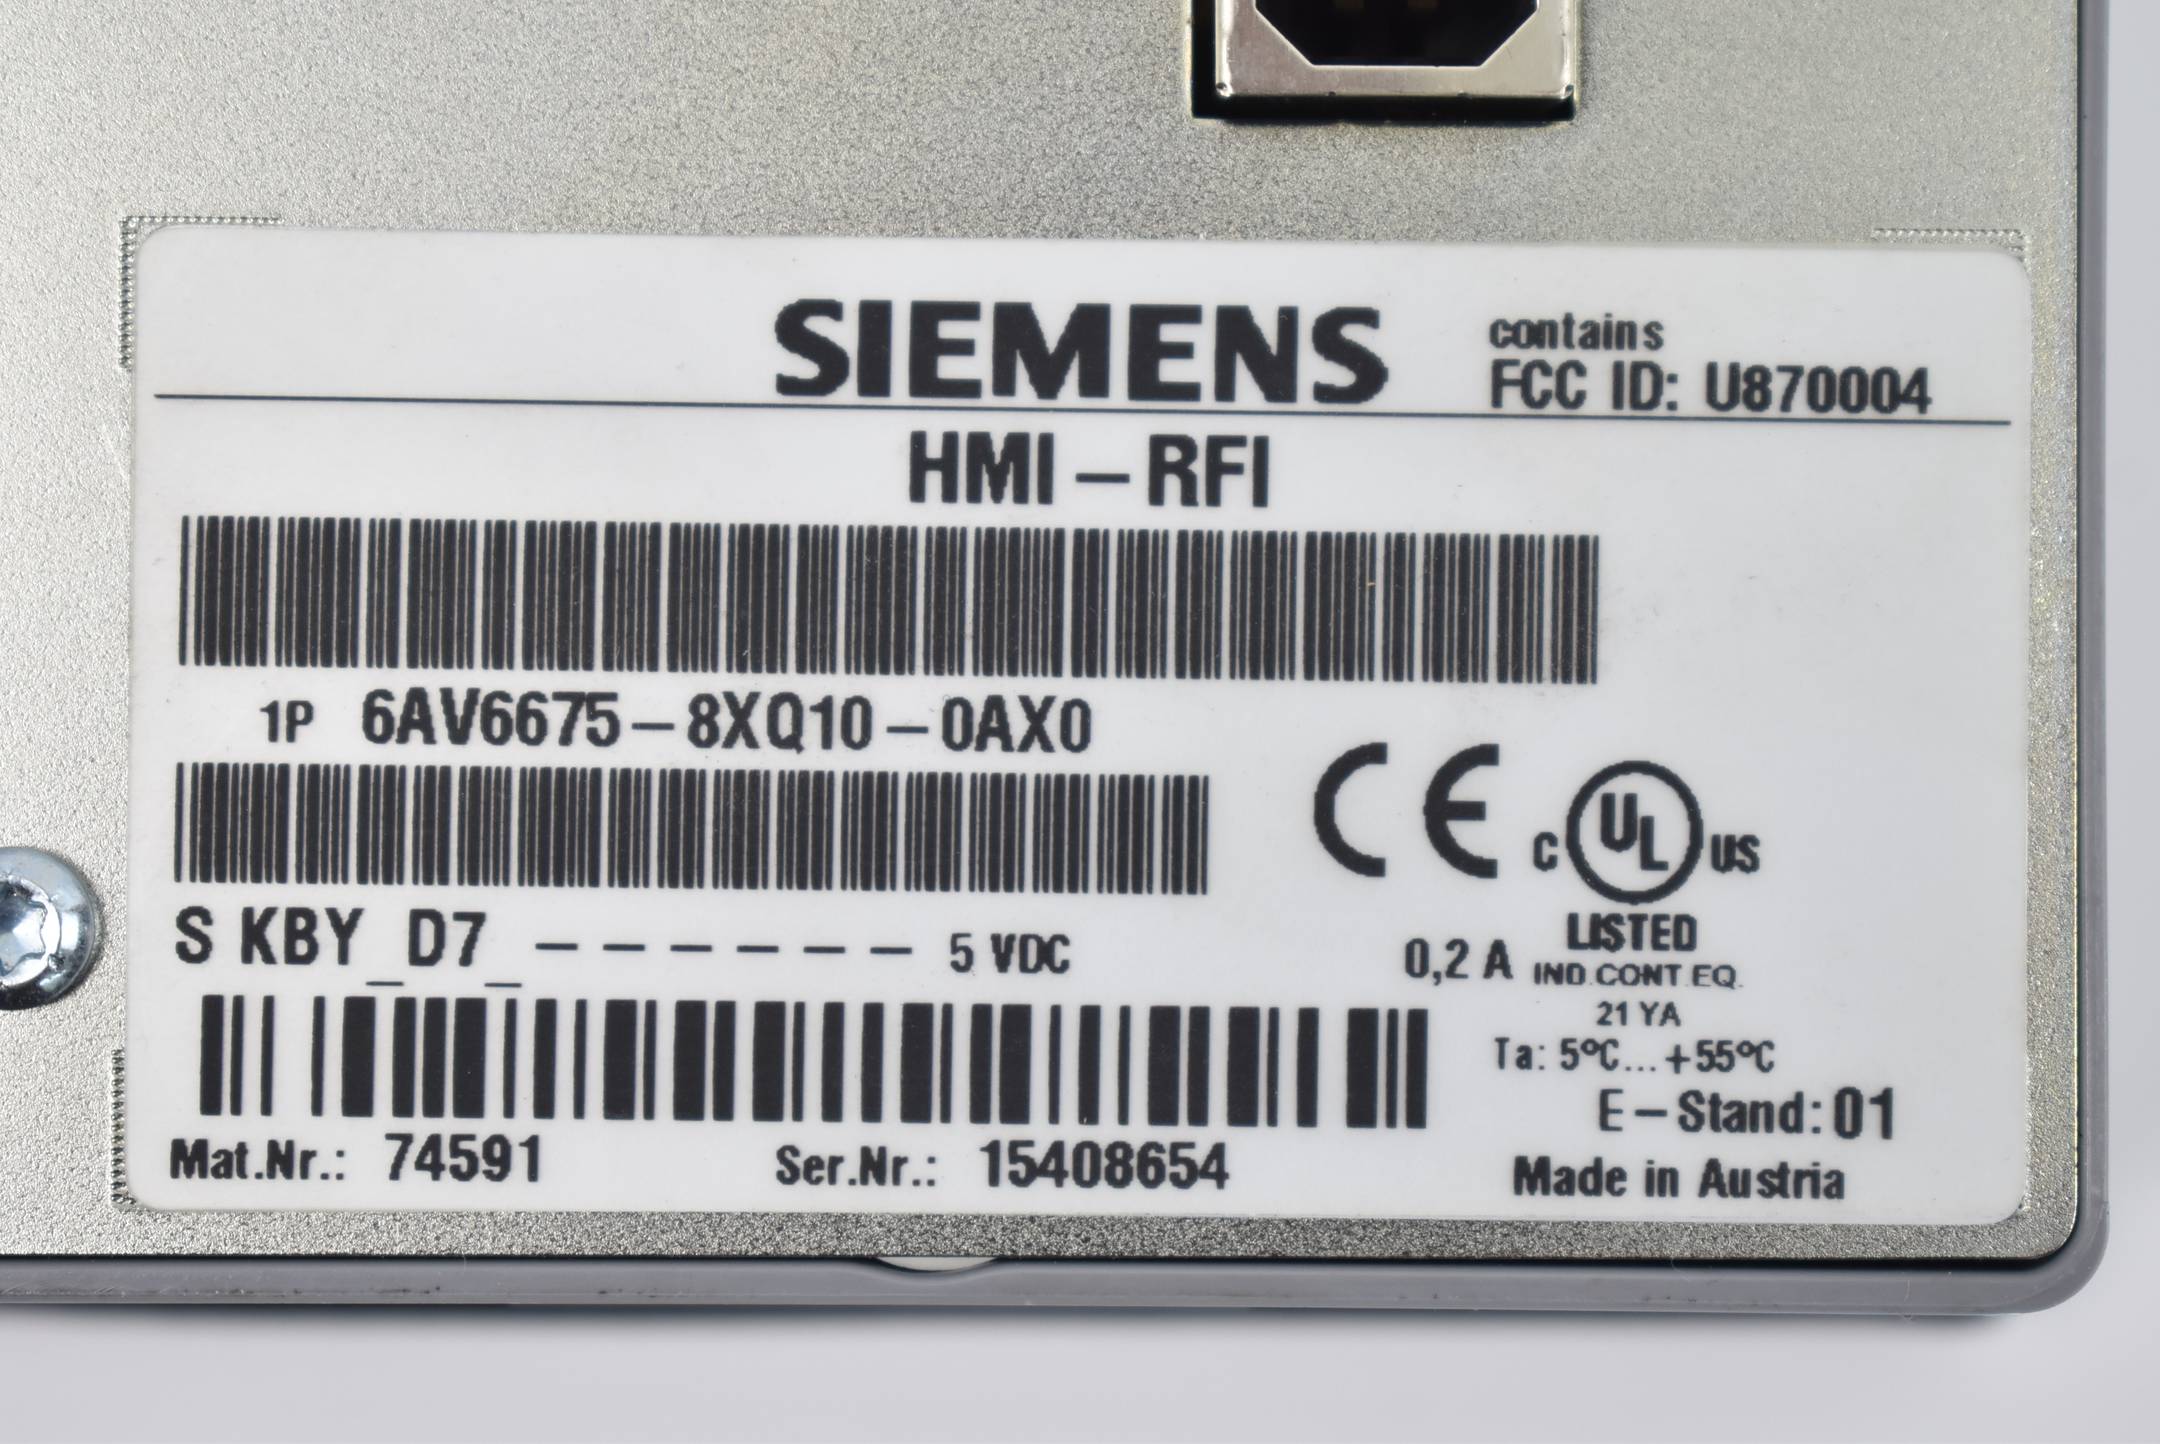 SIEMENS
contains
FCC ID: U870004
HMI-RFI
1P 6AV6675-8XQ10-0AX0
CE
C UL US
LISTED
IND.CONT.EQ.
21 YA
S KBY_D7_------ 5 VDC 0,2 A
Ta: 5°C...+55°C
E-Stand: 01
Mat.Nr.: 74591 Ser.Nr.: 15408654 Made in Austria